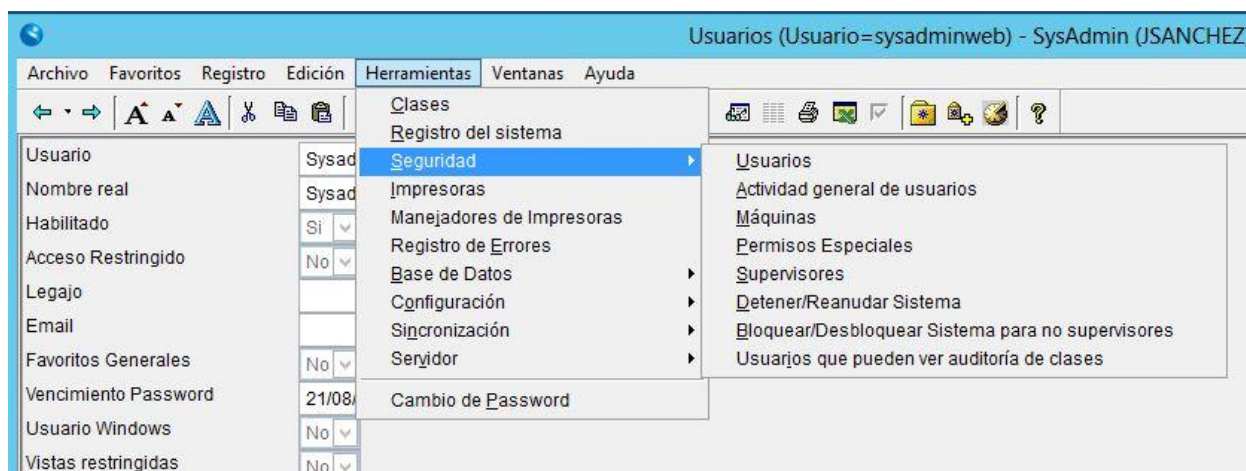 Usuarios (Usuario=sysadminweb) - SysAdmin (JSANCHEZ)
Archivo Favoritos Registro Edición Herramientas Ventanas Ayuda
Usuario Sysad
Nombre real Sysad
Habilitado Si
Acceso Restringido No
Legajo
Email
Favoritos Generales No
Vencimiento Password 21/08/
Usuario Windows No
Vistas restringidas No
Clases
Registro del sistema
Seguridad
Impresoras
Manejadores de Impresoras
Registro de Errores
Base de Datos
Configuración
Sincronización
Servidor
Cambio de Password
Usuarios
Actividad general de usuarios
Máquinas
Permisos Especiales
Supervisores
Detener/Reanudar Sistema
Bloquear/Desbloquear Sistema para no supervisores
Usuarios que pueden ver auditoría de clases